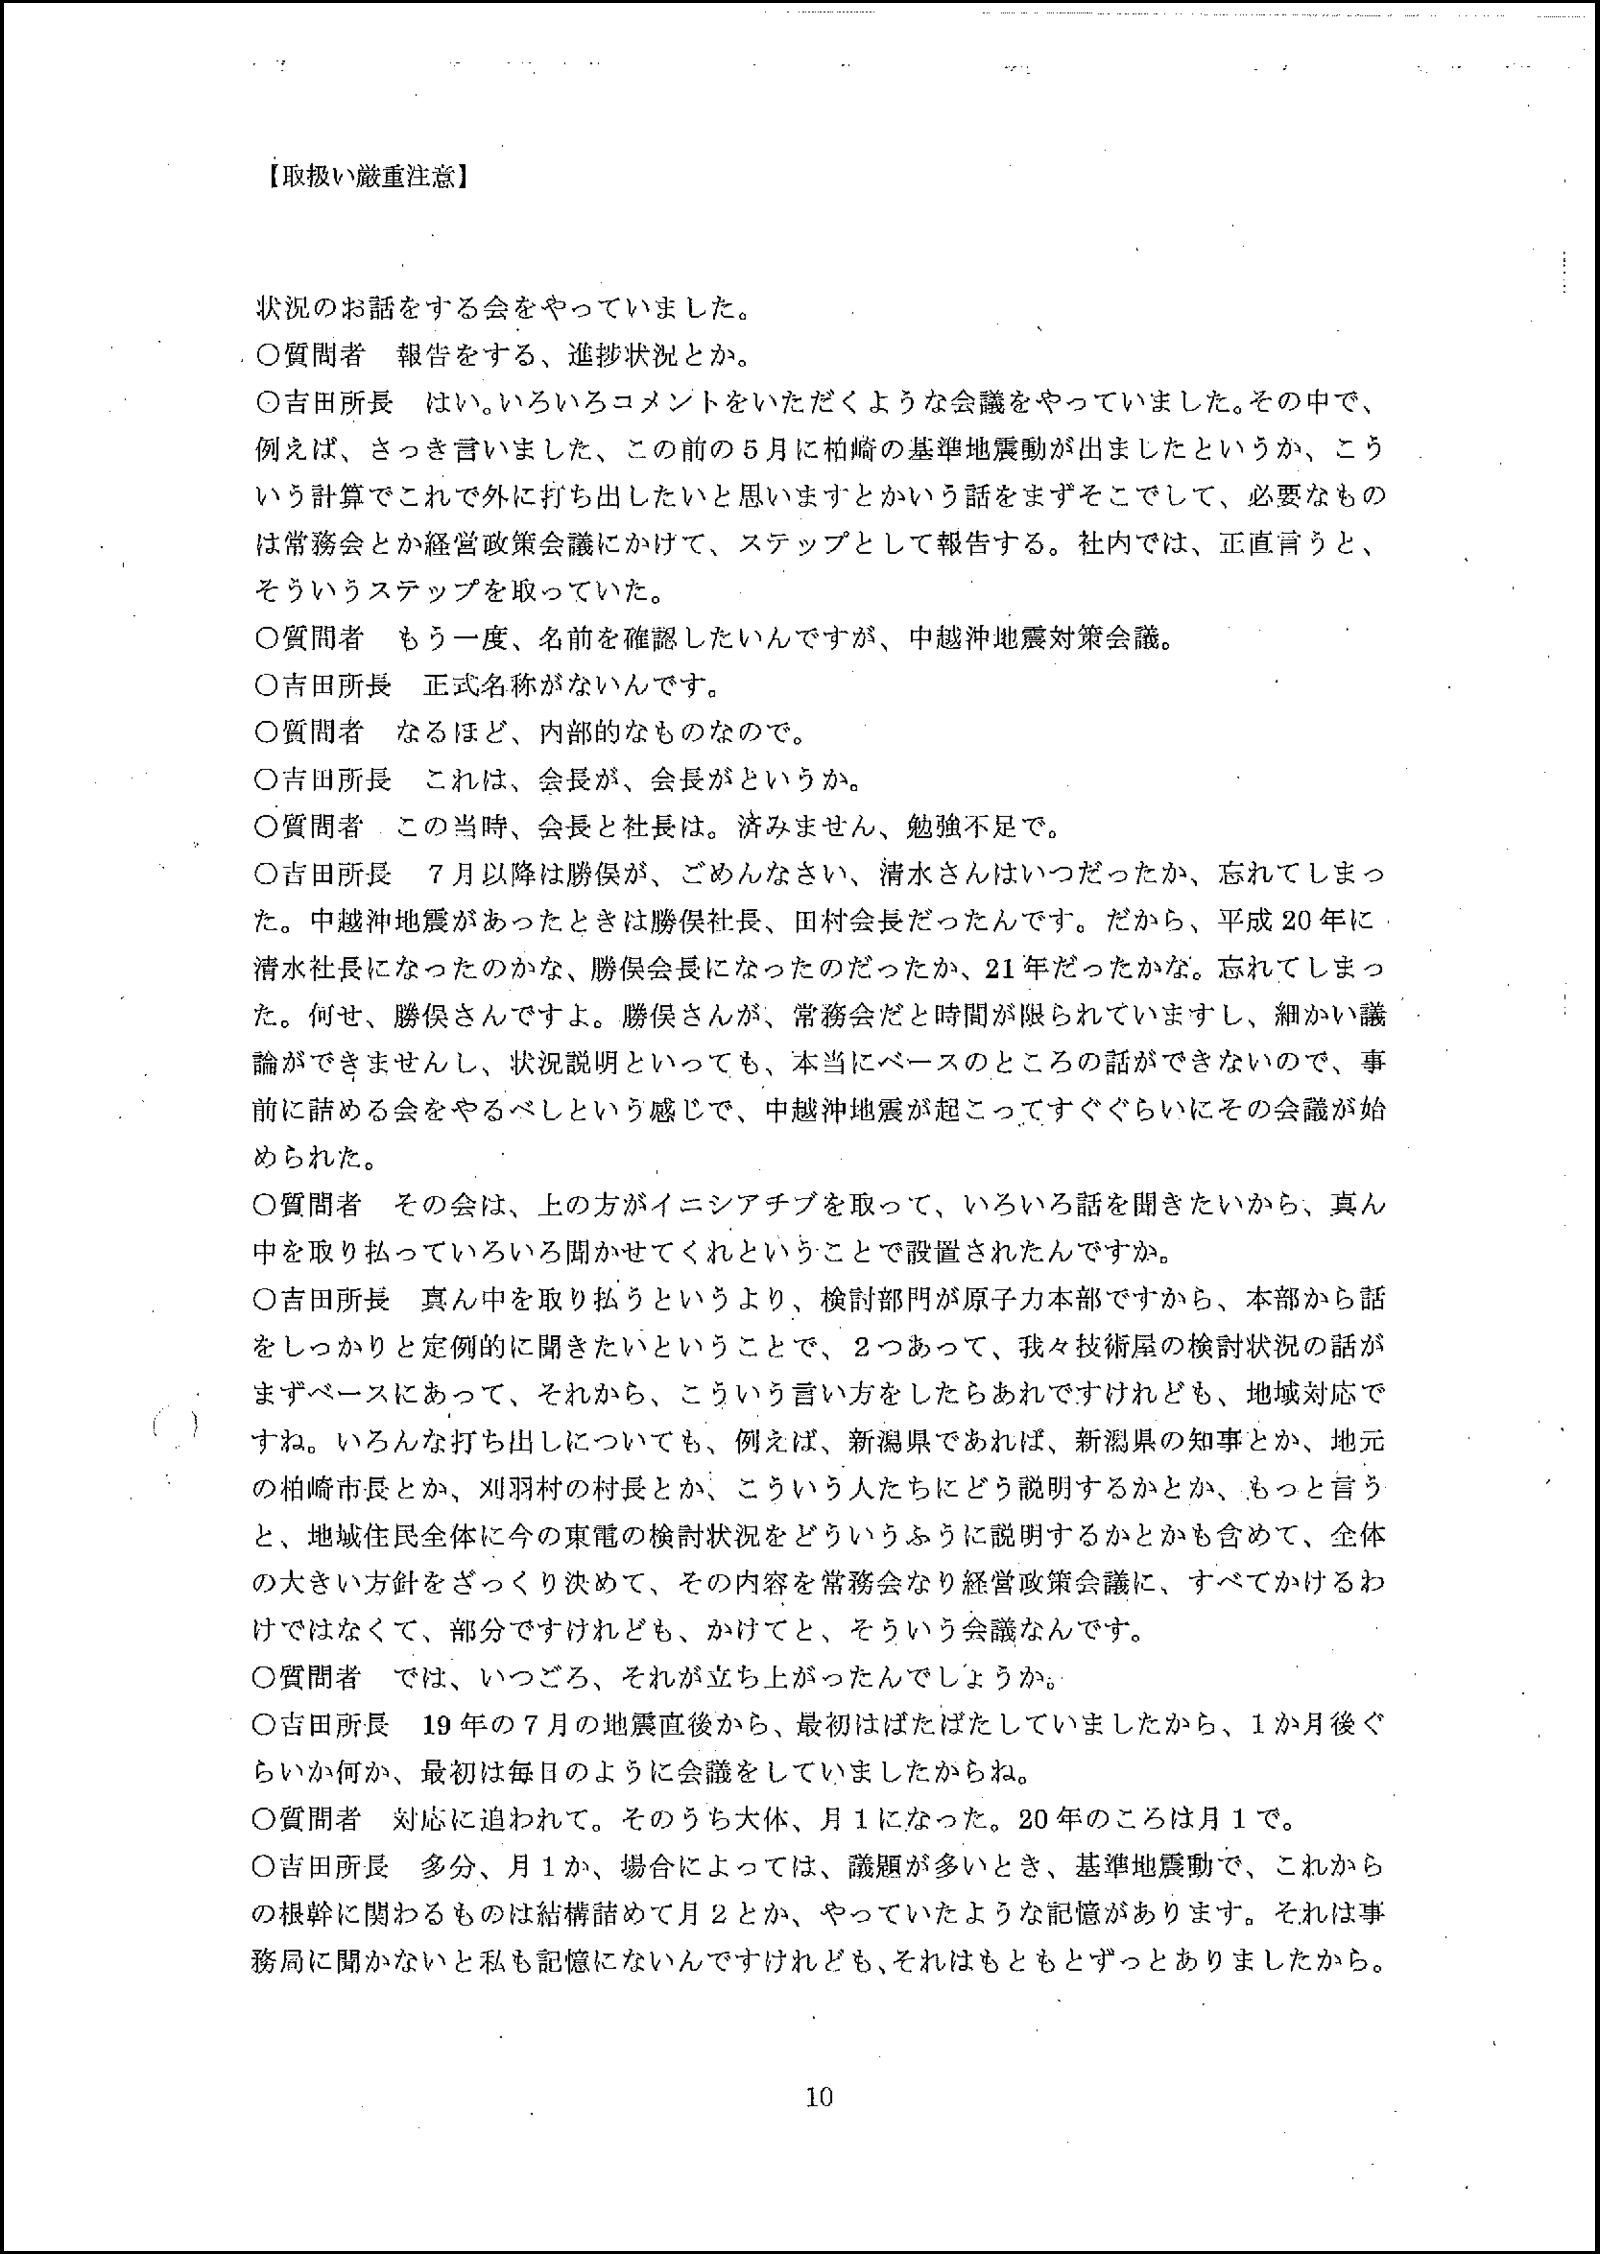 【取扱い厳重注意】
状況のお話をする会をやっていました。
○質問者　報告をする、進捗状況とか。
○吉田所長　はい。いろいろコメントをいただくような会議をやっていました。その中で、
例えば、さっき言いました、この前の５月に柏崎の基準地震動が出ましたというか、こう
いう計算でこれで外に打ち出したいと思いますとかいう話をまずそこでして、必要なもの
は常務会とか経営政策会議にかけて、ステップとして報告する。社内では、正直言うと、
そういうステップを取っていた。
○質問者　もう一度、名前を確認したいんですが、中越沖地震対策会議。
○吉田所長　正式名称がないんです。
○質問者　なるほど、内部的なものなので。
○吉田所長　これは、会長が、会長がというか。
○質問者　この当時、会長と社長は。済みません、勉強不足で。
○吉田所長　７月以降は勝俣が、ごめんなさい、清水さんはいつだったか、忘れてしまっ
た。中越沖地震があったときは勝俣社長、田村会長だったんです。だから、平成 20 年に
清水社長になったのかな、勝俣会長になったのだったか、21 年だったかな。忘れてしまっ
た。何せ、勝俣さんですよ。勝俣さんが、常務会だと時間が限られていますし、細かい議
論ができませんし、状況説明といっても、本当にベースのところの話ができないので、事
前に詰める会をやるべしという感じで、中越沖地震が起こってすぐぐらいにその会議が始
められた。
○質問者　その会は、上の方がイニシアチブを取って、いろいろ話を聞きたいから、真ん
中を取り払っていろいろ聞かせてくれということで設置されたんですか。
○吉田所長　真ん中を取り払うというより、検討部門が原子力本部ですから、本部から話
をしっかりと定例的に聞きたいということで、２つあって、我々技術屋の検討状況の話が
まずベースにあって、それから、こういう言い方をしたらあれですけれども、地域対応で
すね。いろんな打ち出しについても、例えば、新潟県であれば、新潟県の知事とか、地元
の柏崎市長とか、刈羽村の村長とか、こういう人たちにどう説明するかとか、もっと言う
と、地域住民全体に今の東電の検討状況をどういうふうに説明するかとかも含めて、全体
の大きい方針をざっくり決めて、その内容を常務会なり経営政策会議に、すべてかけるわ
けではなくて、部分ですけれども、かけてと、そういう会議なんです。
○質問者　では、いつごろ、それが立ち上がったんでしょうか。
○吉田所長　19 年の７月の地震直後から、最初はばたばたしていましたから、１か月後ぐ
らいか何か、最初は毎日のように会議をしていましたからね。
○質問者　対応に追われて。そのうち大体、月１になった。20 年のころは月１で。
○吉田所長　多分、月１か、場合によっては、議題が多いとき、基準地震動で、これから
の根幹に関わるものは結構詰めて月２とか、やっていたような記憶があります。それは事
務局に聞かないと私も記憶にないんですけれども、それはもともとずっとありましたから。
10